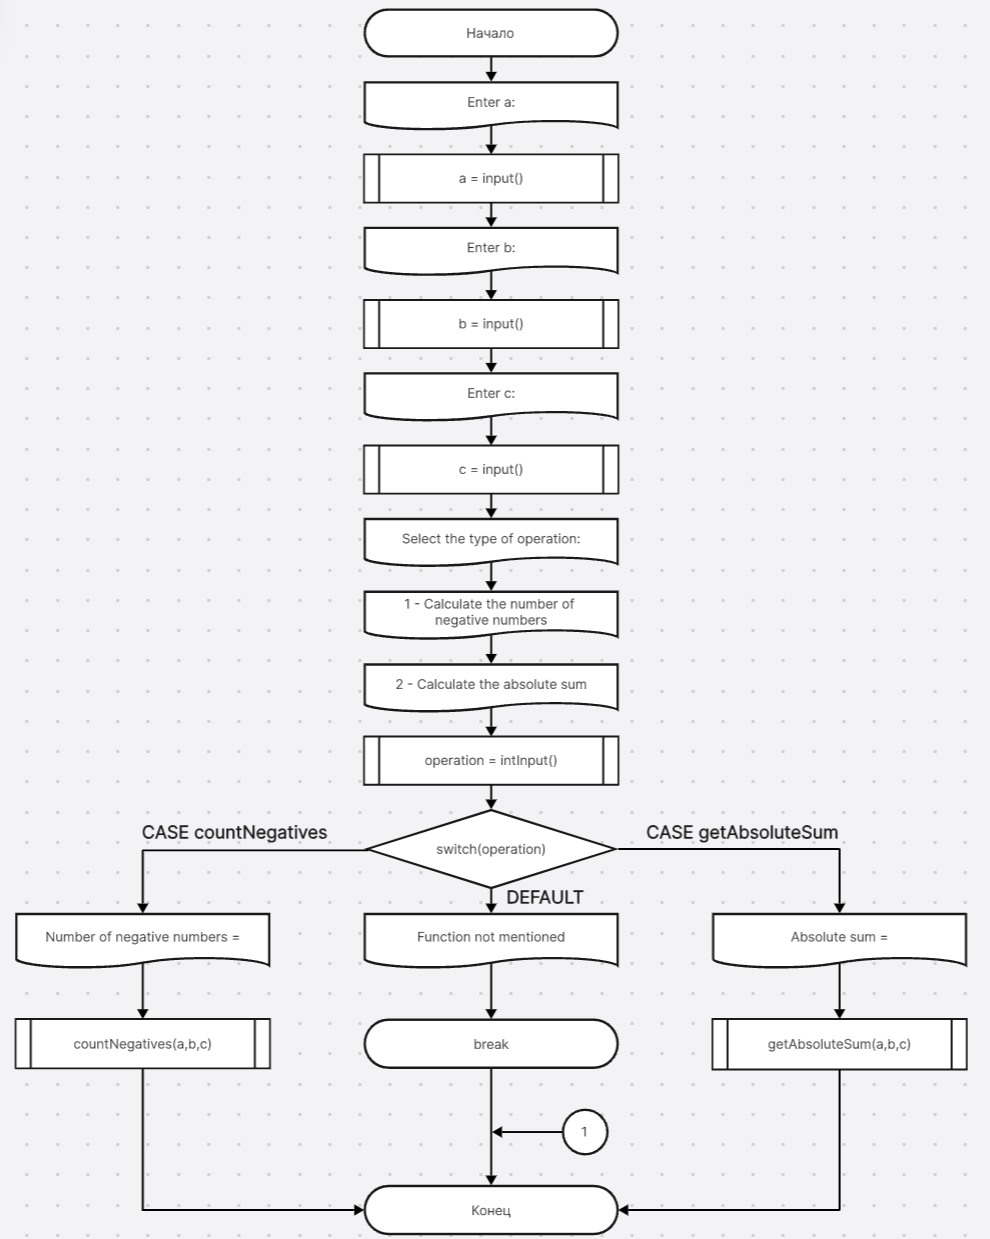 Начало
Enter a:
a = input()
Enter b:
b = input()
Enter c:
c = input()
Select the type of operation:
1 - Calculate the number of
negative numbers
2 - Calculate the absolute sum
operation = intInput()
CASE countNegatives
switch(operation)
CASE getAbsoluteSum
DEFAULT
Number of negative numbers =
Function not mentioned
Absolute sum =
countNegatives(a,b,c)
break
getAbsoluteSum(a,b,c)
1
Конец